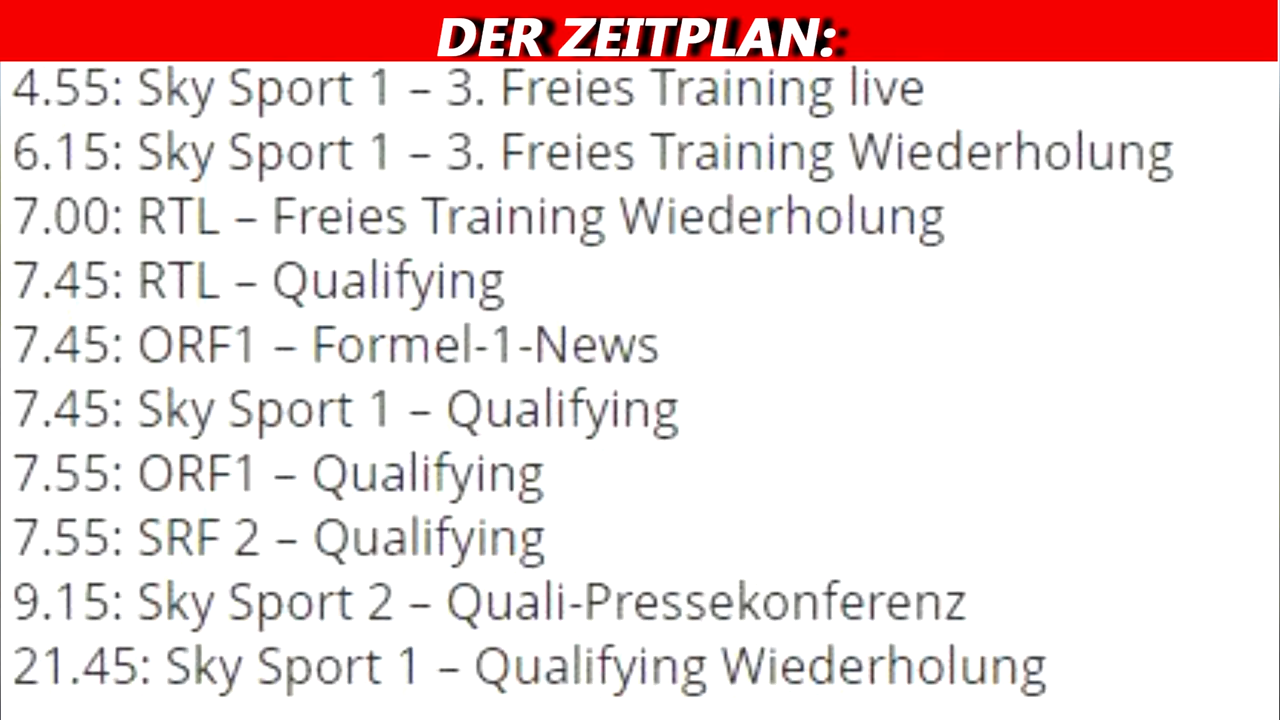 DER ZEITPLAN:
4.55: Sky Sport 1 – 3. Freies Training live
6.15: Sky Sport 1 – 3. Freies Training Wiederholung
7.00: RTL – Freies Training Wiederholung
7.45: RTL – Qualifying
7.45: ORF1 – Formel-1-News
7.45: Sky Sport 1 – Qualifying
7.55: ORF1 – Qualifying
7.55: SRF 2 – Qualifying
9.15: Sky Sport 2 – Quali-Pressekonferenz
21.45: Sky Sport 1 – Qualifying Wiederholung